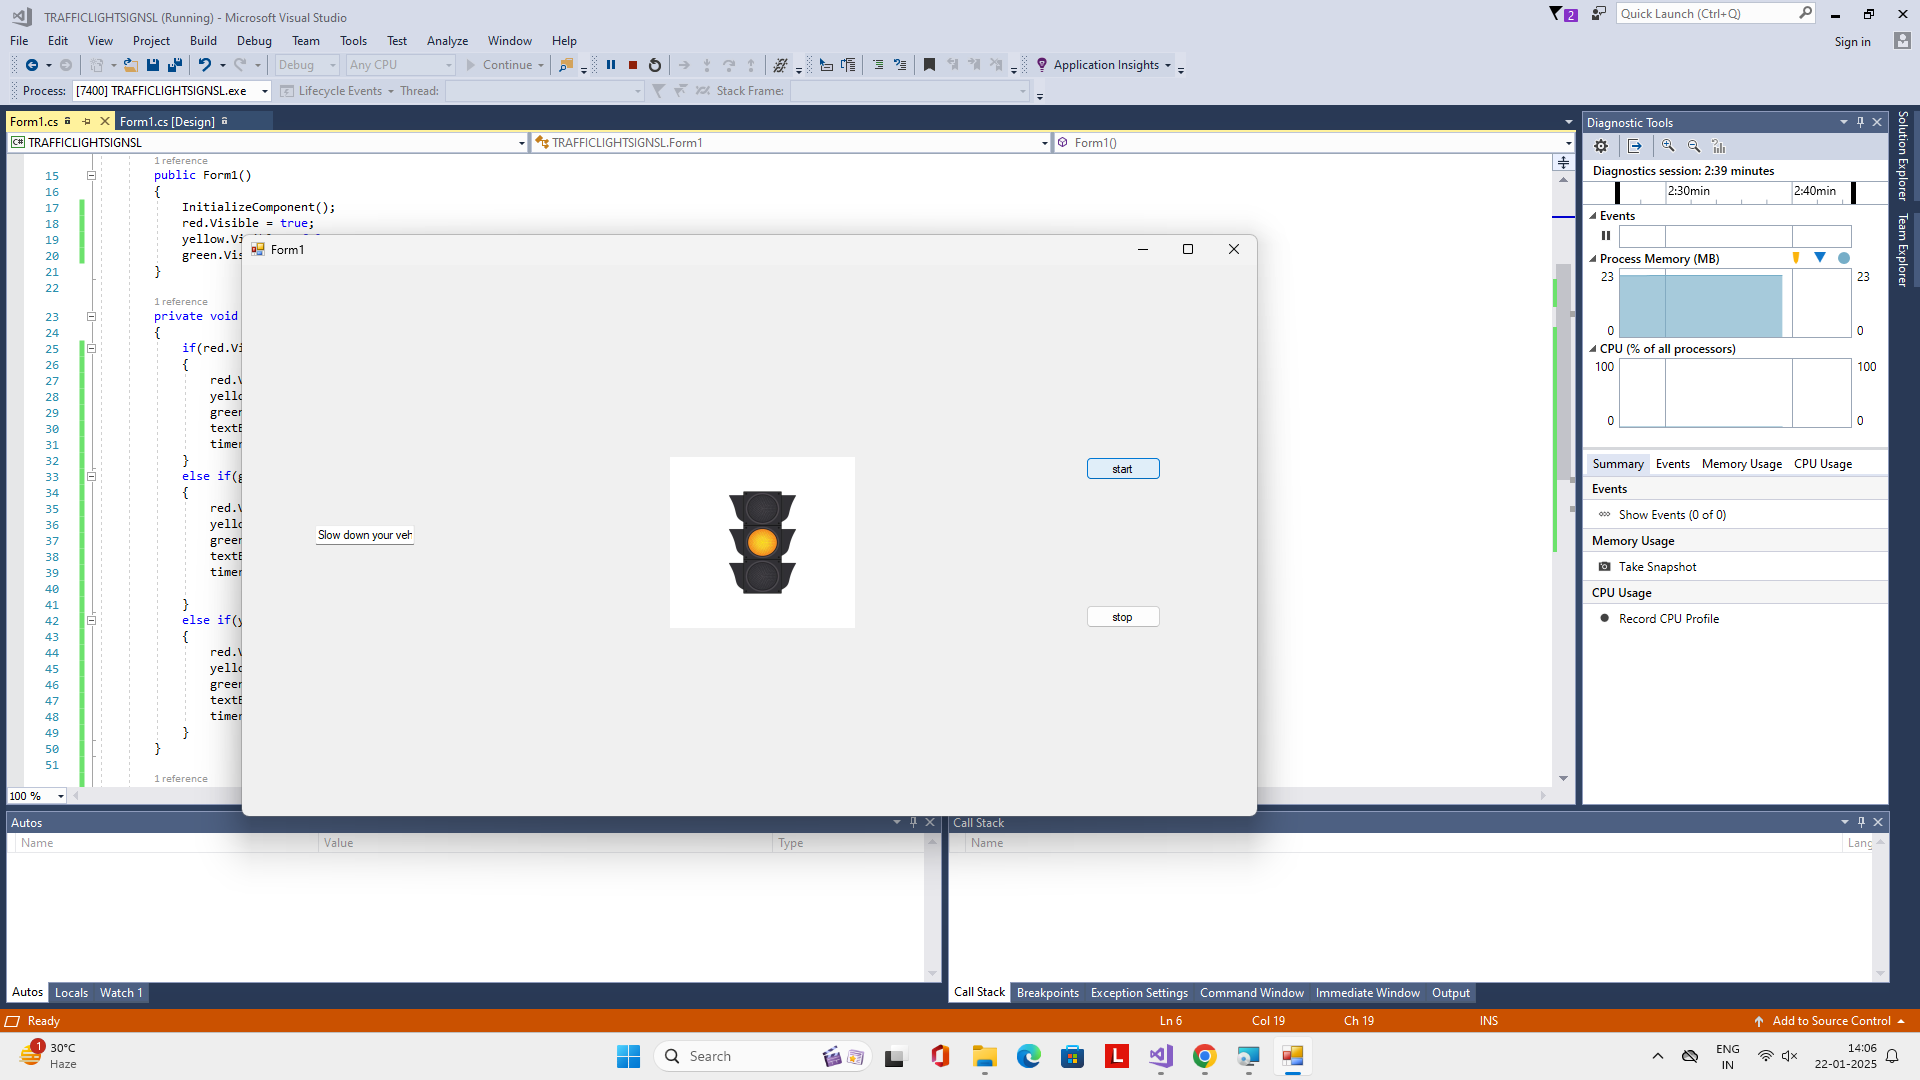 TRAFFICLIGHTSIGNSL (Running) - Microsoft Visual Studio
2
Quick Launch (Ctrl+Q)
File Edit View Project Build Debug Team Tools Test Analyze Window Help
Sign in
Debug Any CPU Continue Application Insights
Process: [7400] TRAFFICLIGHTSIGNSL.exe Lifecycle Events Thread: Stack Frame:
Form1.cs Form1.cs [Design]
C# TRAFFICLIGHTSIGNSL TRAFFICLIGHTSIGNSL.Form1 Form1()
1 reference
15 public Form1()
16 {
17 InitializeComponent();
18 red.Visible = true;
19 yellow.Vi
20 green.Vis
21 }
22
1 reference
23 private void
24 {
25 if(red.Vi
26 {
27 red.V
28 yello
29 green
30 textB
31 timer
32 }
33 else if(g
34 {
35 red.V
36 yello
37 green
38 textB
39 timer
40
41 }
42 else if(y
43 {
44 red.V
45 yello
46 green
47 textB
48 timer
49 }
50 }
51
1 reference
100 %
Form1
Slow down your veh
start
stop
Diagnostic Tools
Diagnostics session: 2:39 minutes
2:30min 2:40min
Events
Process Memory (MB)
23 23
0 0
CPU (% of all processors)
100 100
0 0
Summary Events Memory Usage CPU Usage
Events
Show Events (0 of 0)
Memory Usage
Take Snapshot
CPU Usage
Record CPU Profile
Solution Explorer
Team Explorer
Autos
Name Value Type
Autos Locals Watch 1
Call Stack
Name Lang
Call Stack Breakpoints Exception Settings Command Window Immediate Window Output
Ready Ln 6 Col 19 Ch 19 INS Add to Source Control
1
30°C
Haze
Search
L
ENG
IN
14:06
22-01-2025